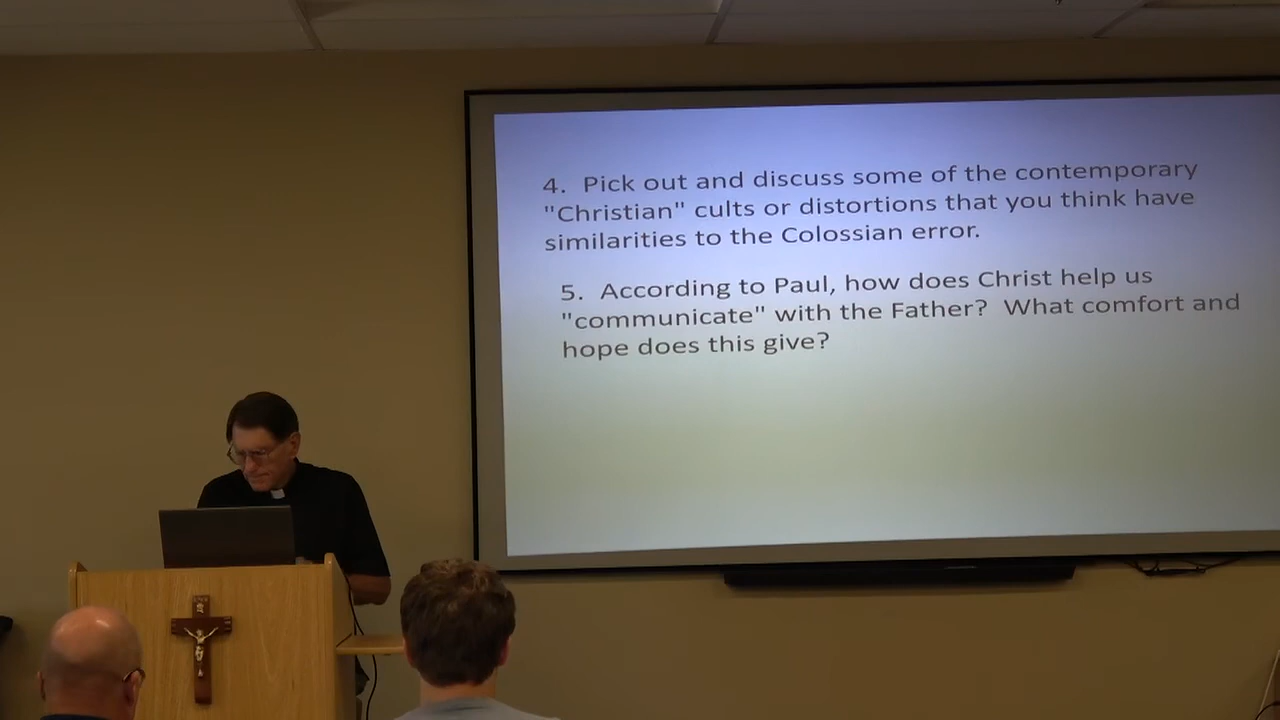 4.  Pick out and discuss some of the contemporary
"Christian" cults or distortions that you think have
similarities to the Colossian error.
5.  According to Paul, how does Christ help us
"communicate" with the Father?  What comfort and
hope does this give?